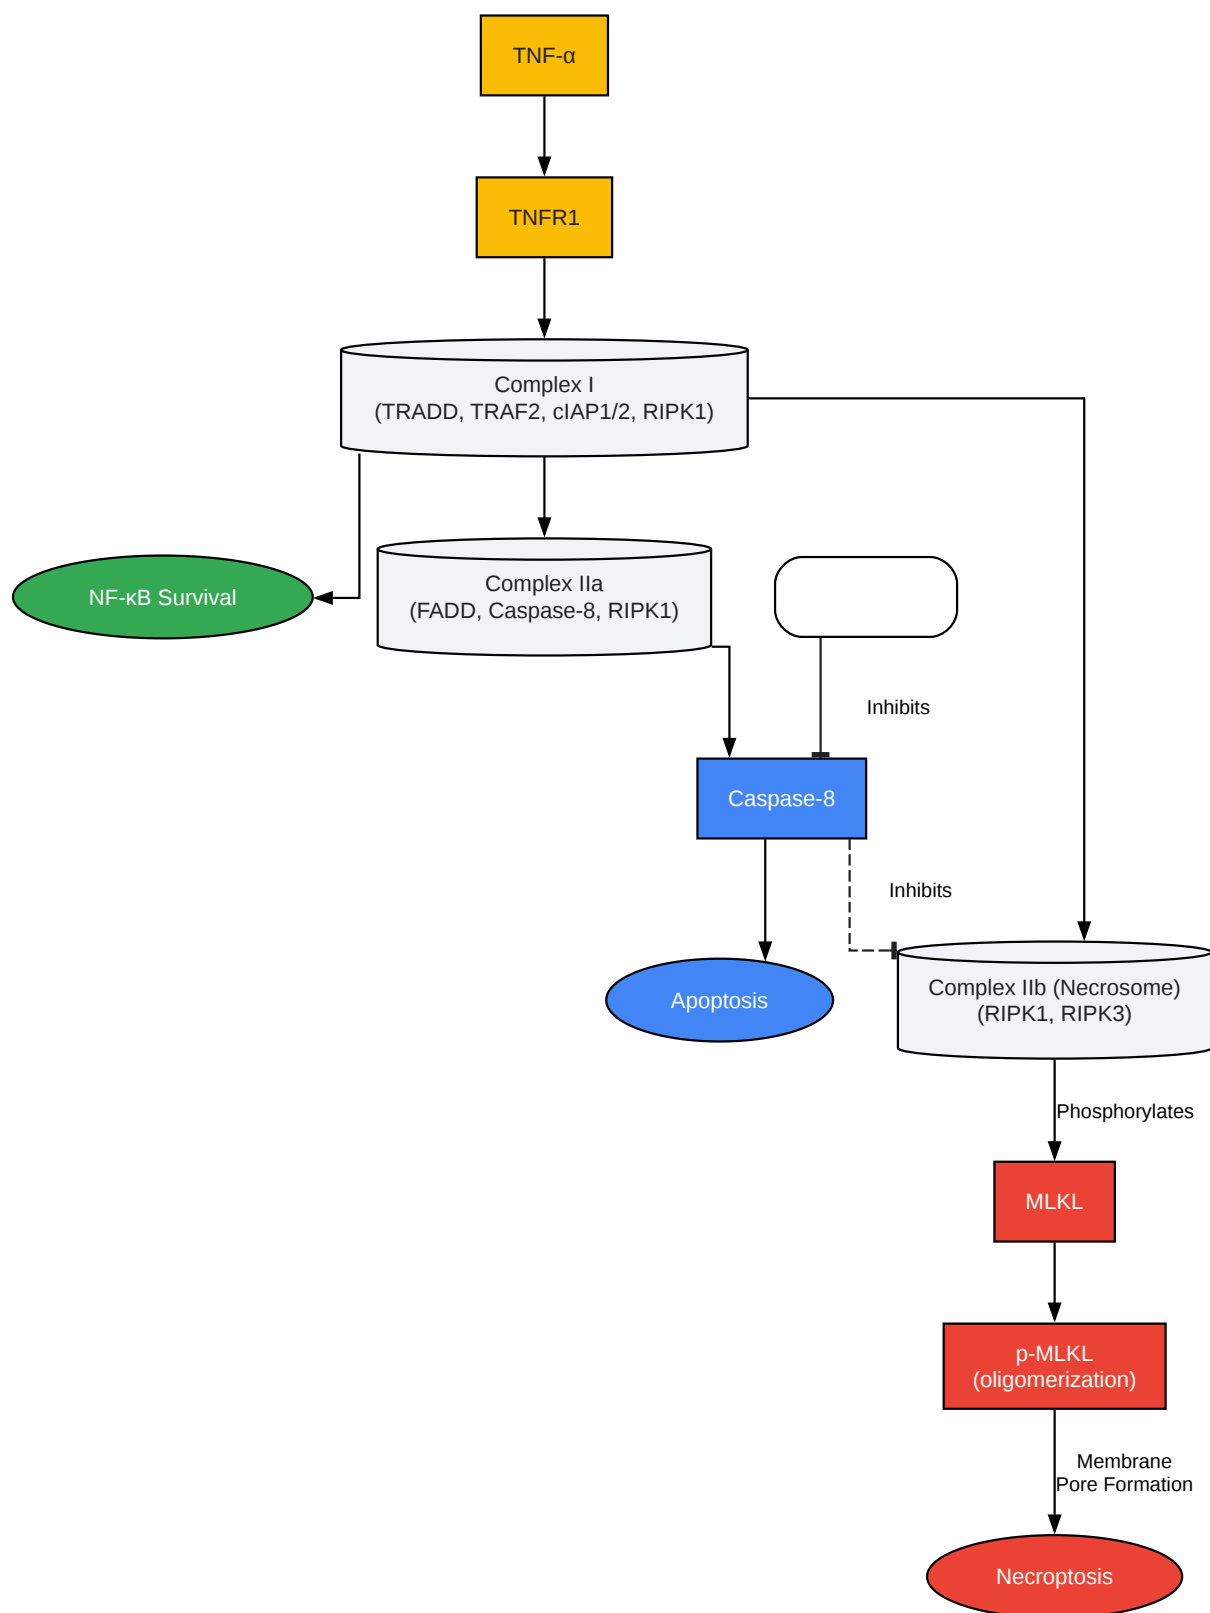 TNF-α
TNFR1
Complex I
(TRADD, TRAF2, cIAP1/2, RIPK1)
NF-κB Survival
Complex IIa
(FADD, Caspase-8, RIPK1)
Inhibits
Caspase-8
Inhibits
Apoptosis
Complex IIb (Necrosome)
(RIPK1, RIPK3)
Phosphorylates
MLKL
p-MLKL
(oligomerization)
Membrane
Pore Formation
Necroptosis